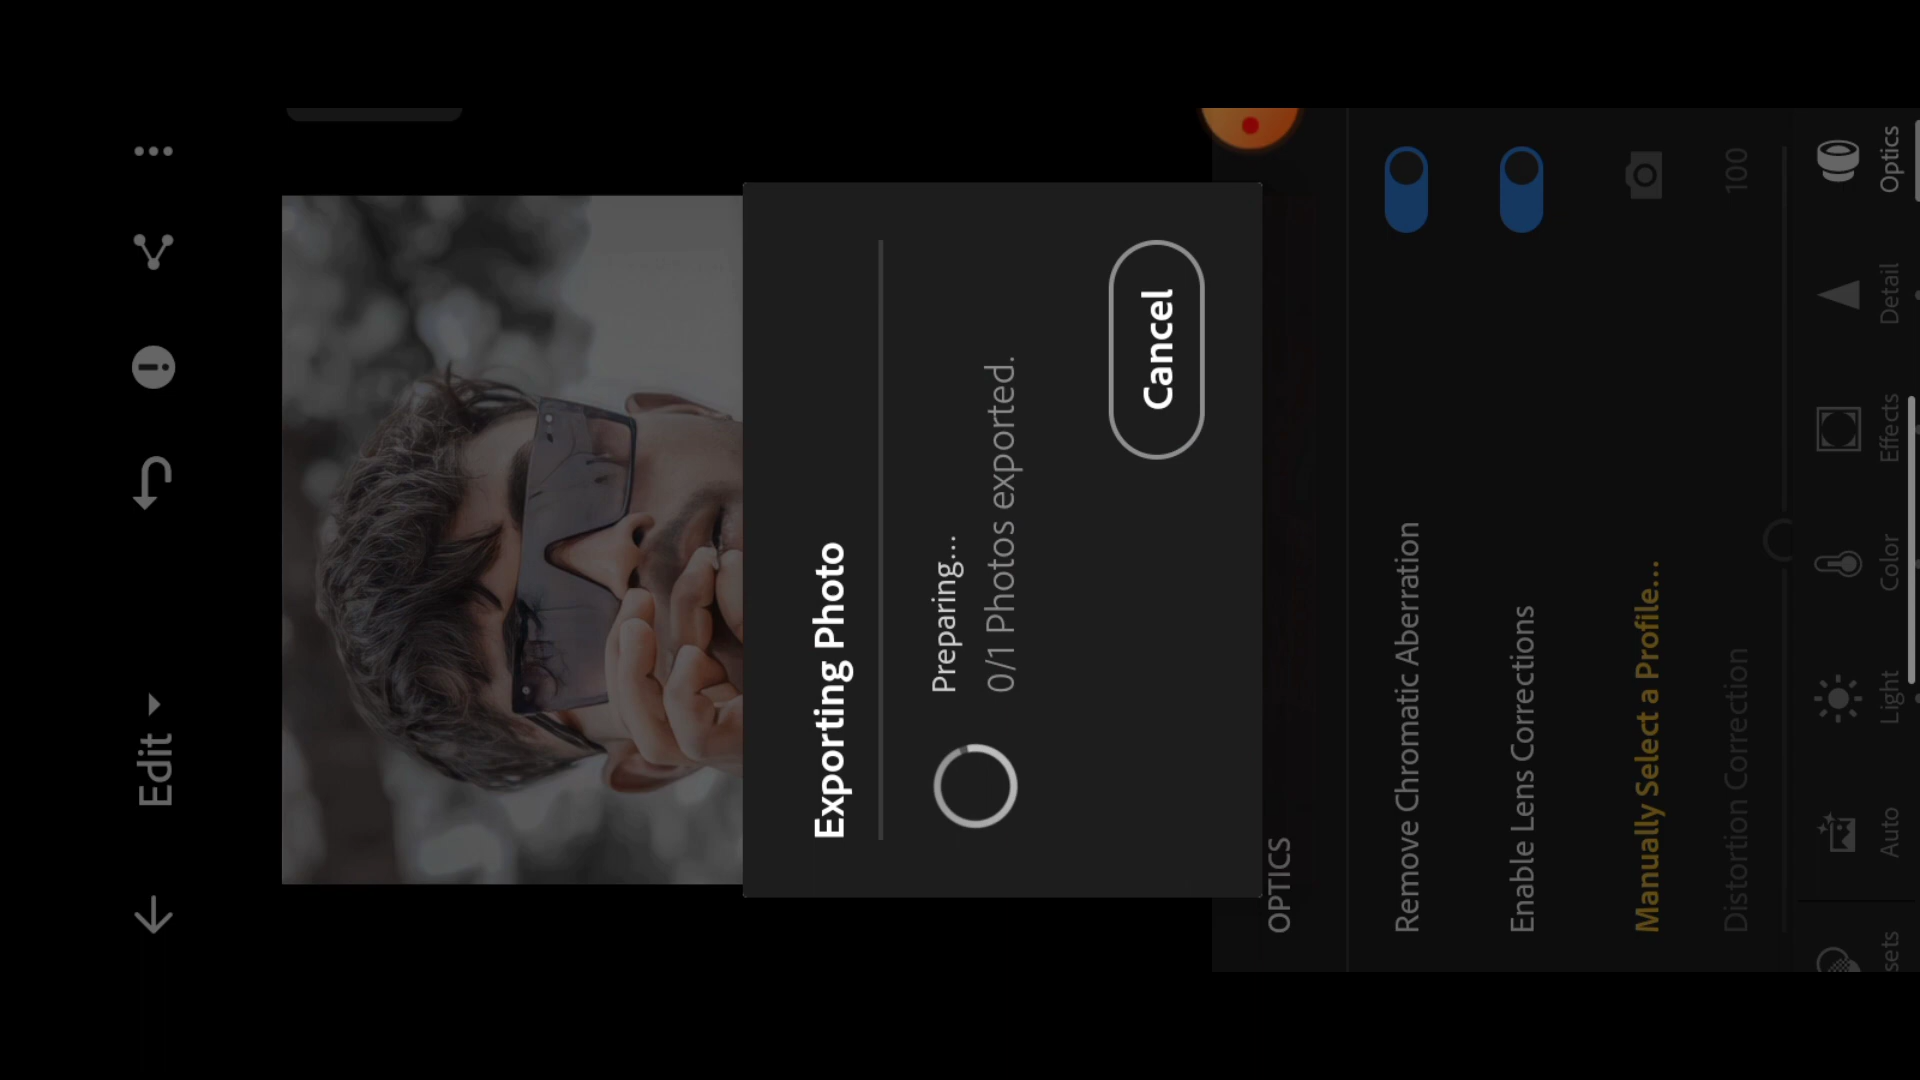 Edit
Exporting Photo
Preparing...
0/1 Photos exported.
Cancel
OPTICS
Remove Chromatic Aberration
Enable Lens Corrections
Manually Select a Profile...
Distortion Correction
100
sets
Auto
Light
Color
Effects
Detail
Optics